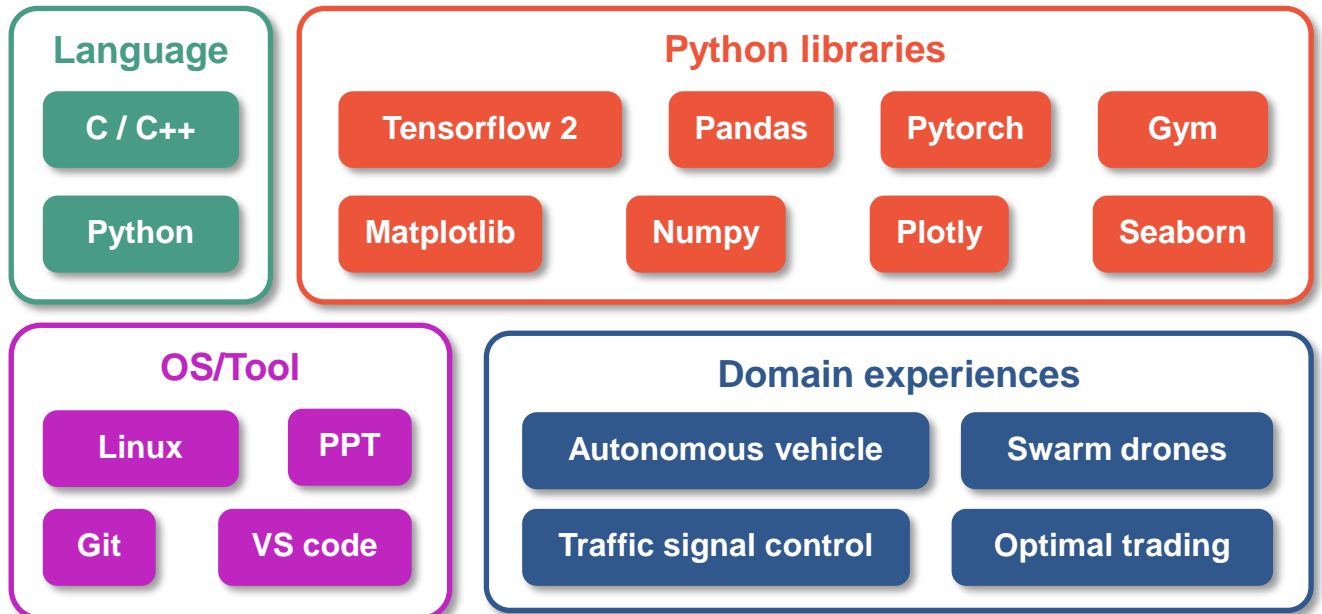 Language
C / C++
Python
Python libraries
Tensorflow 2
Pandas
Pytorch
Gym
Matplotlib
Numpy
Plotly
Seaborn
OS/Tool
Linux
PPT
Git
VS code
Domain experiences
Autonomous vehicle
Swarm drones
Traffic signal control
Optimal trading